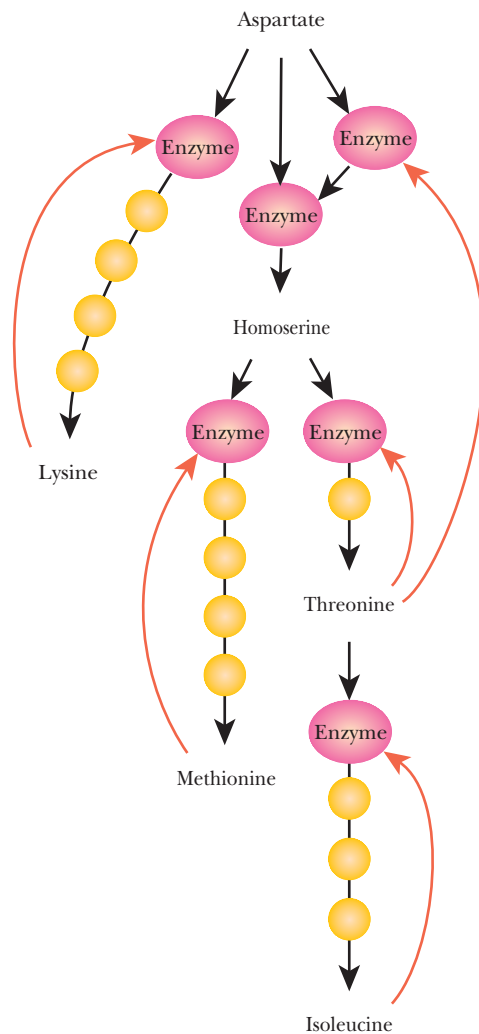 Aspartate
Enzyme
Enzyme
Enzyme
Homoserine
Enzyme
Enzyme
Lysine
Threonine
Enzyme
Methionine
Isoleucine